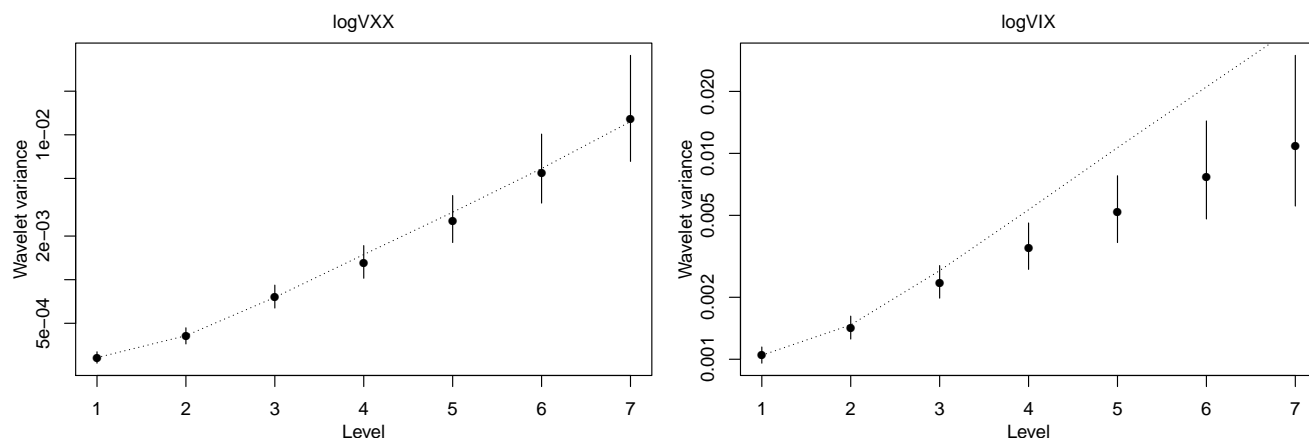 logVXX
Wavelet variance
1e−02
2e−03
5e−04
1 2 3 4 5 6 7
Level
logVIX
Wavelet variance
0.020
0.010
0.005
0.002
0.001
1 2 3 4 5 6 7
Level